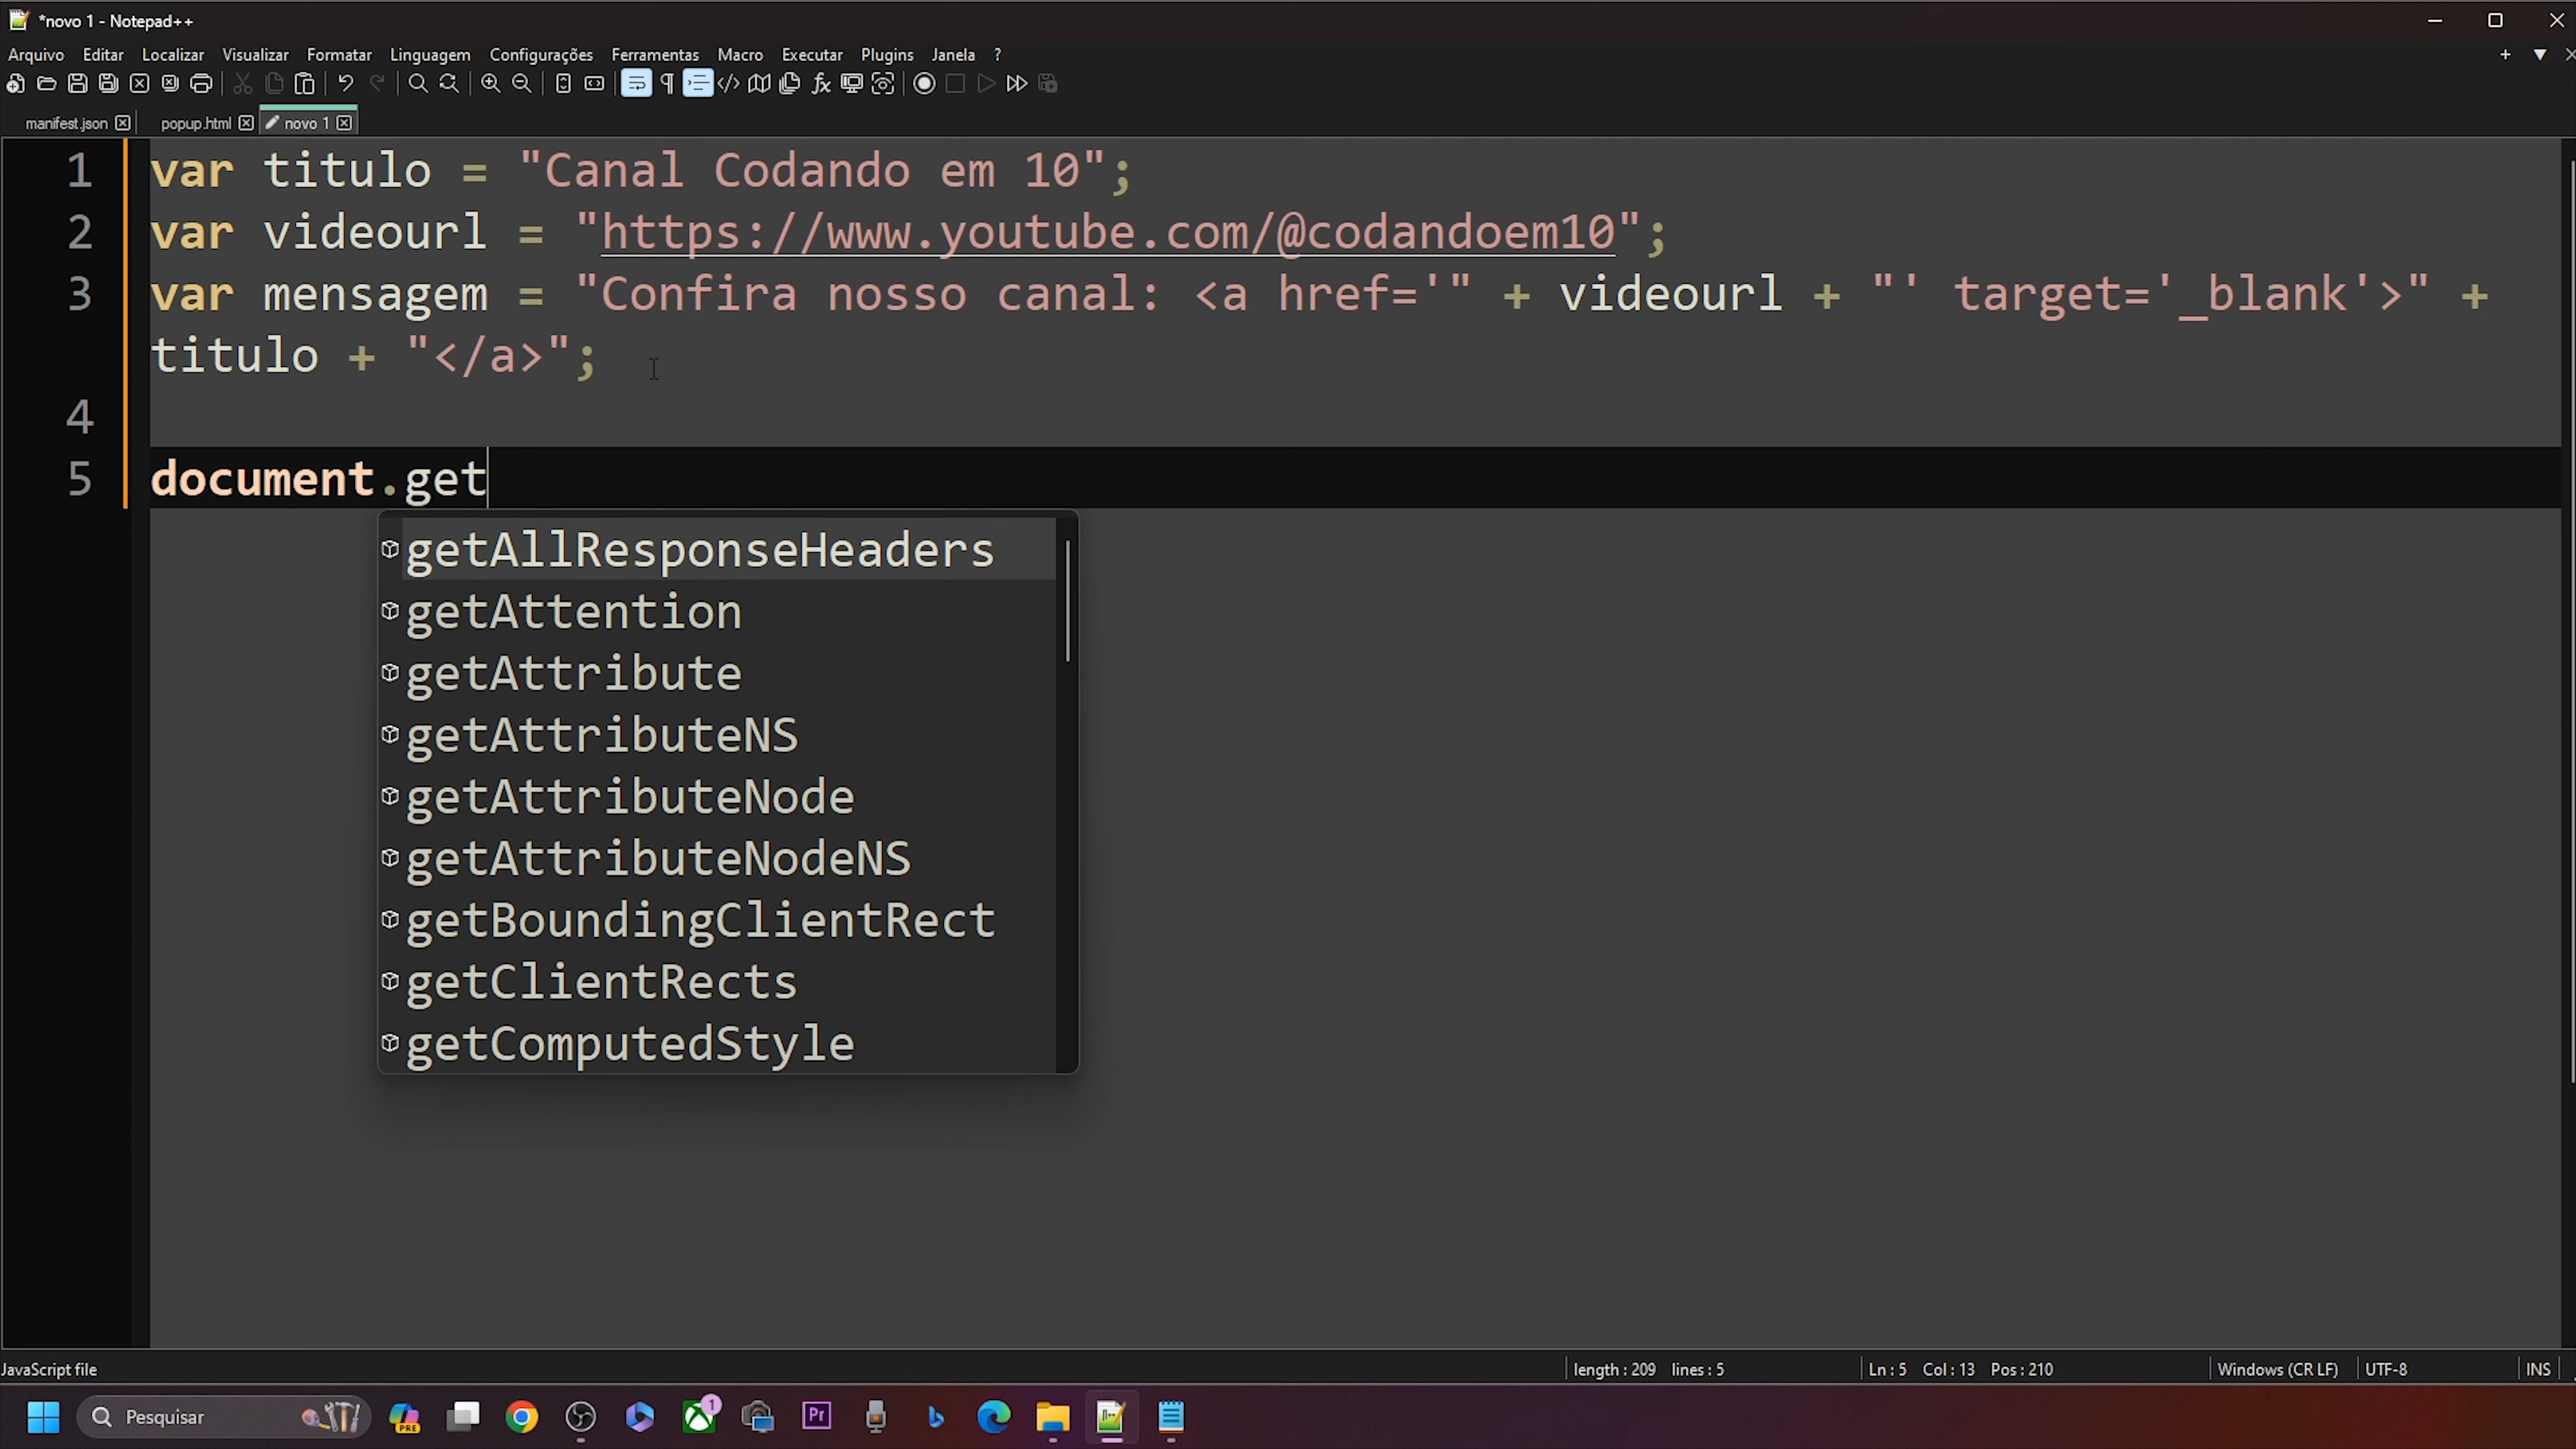 *novo 1 - Notepad++
Arquivo Editar Localizar Visualizar Formatar Linguagem Configurações Ferramentas Macro Executar Plugins Janela ?
manifest.json popup.html novo 1
1 var titulo = "Canal Codando em 10";
2 var videourl = "https://www.youtube.com/@codandoem10";
3 var mensagem = "Confira nosso canal: <a href='" + videourl + "' target='_blank'>" +
titulo + "</a>";
4
5 document.get
getAllResponseHeaders
getAttention
getAttribute
getAttributeNS
getAttributeNode
getAttributeNodeNS
getBoundingClientRect
getClientRects
getComputedStyle
JavaScript file length : 209 lines : 5 Ln : 5 Col : 13 Pos : 210 Windows (CR LF) UTF-8 INS
Pesquisar PRE 1 Pr